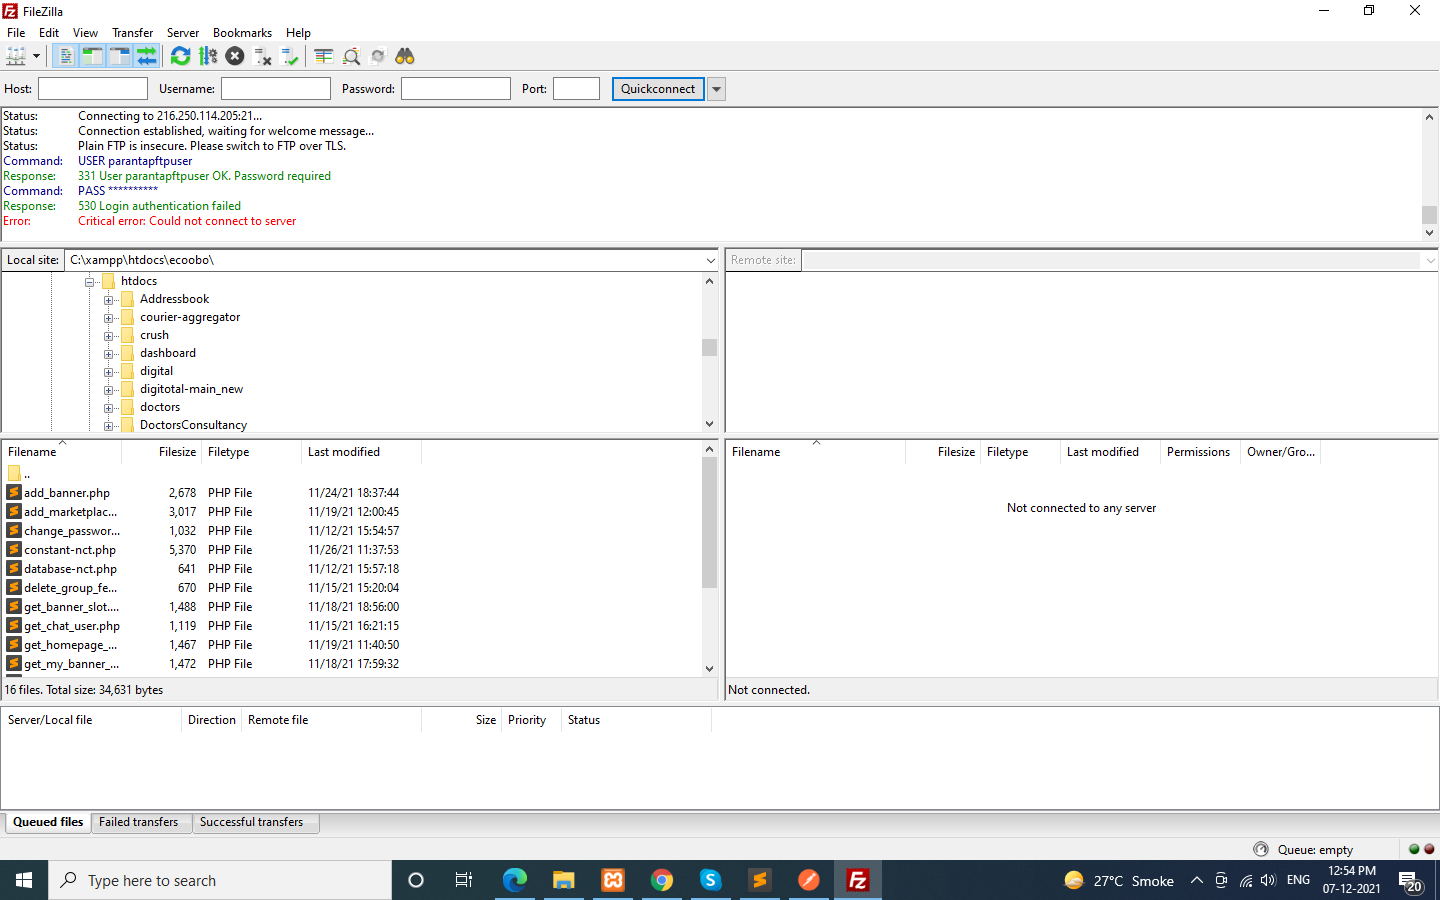 FileZilla
File Edit View Transfer Server Bookmarks Help
Host: Username: Password: Port: Quickconnect
Status: Connecting to 216.250.114.205:21...
Status: Connection established, waiting for welcome message...
Status: Plain FTP is insecure. Please switch to FTP over TLS.
Command: USER parantapftpuser
Response: 331 User parantapftpuser OK. Password required
Command: PASS **********
Response: 530 Login authentication failed
Error: Critical error: Could not connect to server
Local site: C:\xampp\htdocs\ecoobo\
Remote site:
htdocs
Addressbook
courier-aggregator
crush
dashboard
digital
digitotal-main_new
doctors
DoctorsConsultancy
Filename Filesize Filetype Last modified
..
add_banner.php 2,678 PHP File 11/24/21 18:37:44
add_marketplac... 3,017 PHP File 11/19/21 12:00:45
change_passwor... 1,032 PHP File 11/12/21 15:54:57
constant-nct.php 5,370 PHP File 11/26/21 11:37:53
database-nct.php 641 PHP File 11/12/21 15:57:18
delete_group_fe... 670 PHP File 11/15/21 15:20:04
get_banner_slot.... 1,488 PHP File 11/18/21 18:56:00
get_chat_user.php 1,119 PHP File 11/15/21 16:21:15
get_homepage_... 1,467 PHP File 11/19/21 11:40:50
get_my_banner_... 1,472 PHP File 11/18/21 17:59:32
16 files. Total size: 34,631 bytes
Filename Filesize Filetype Last modified Permissions Owner/Gro...
Not connected to any server
Not connected.
Server/Local file Direction Remote file Size Priority Status
Queued files Failed transfers Successful transfers
Queue: empty
Type here to search
27°C Smoke
ENG
12:54 PM
07-12-2021
20